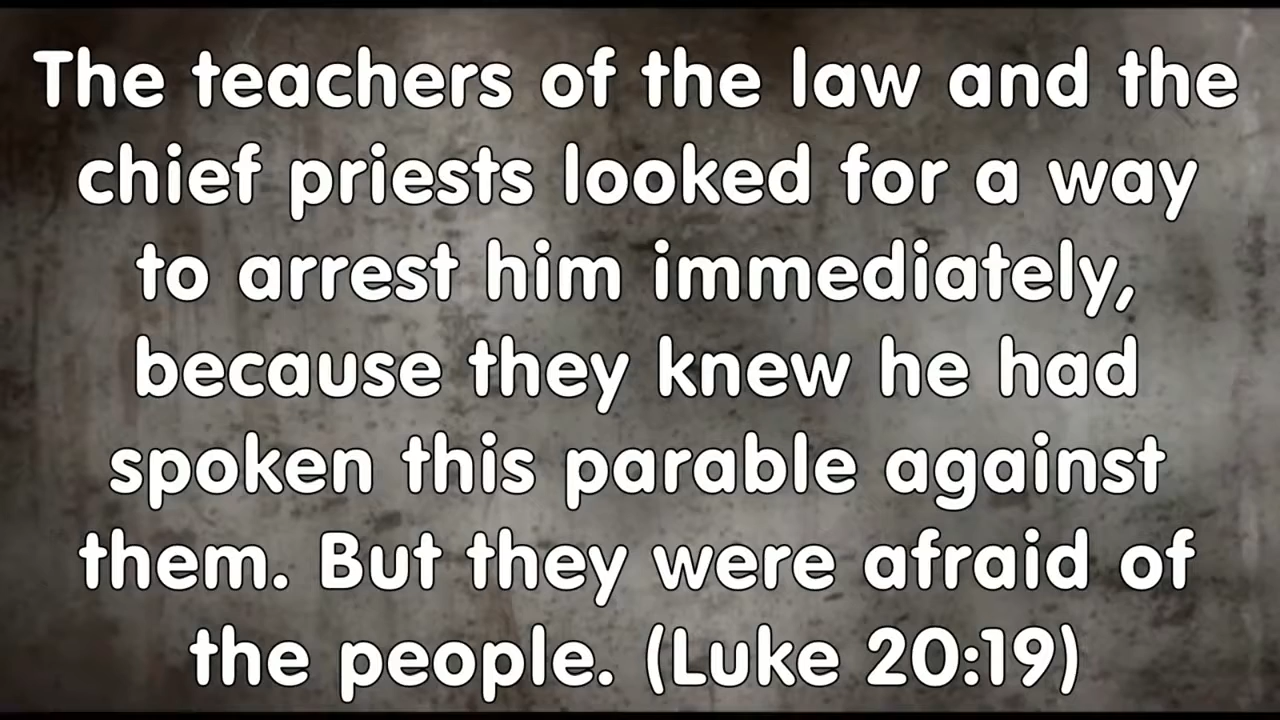 The teachers of the law and the
chief priests looked for a way
to arrest him immediately,
because they knew he had
spoken this parable against
them. But they were afraid of
the people. (Luke 20:19)